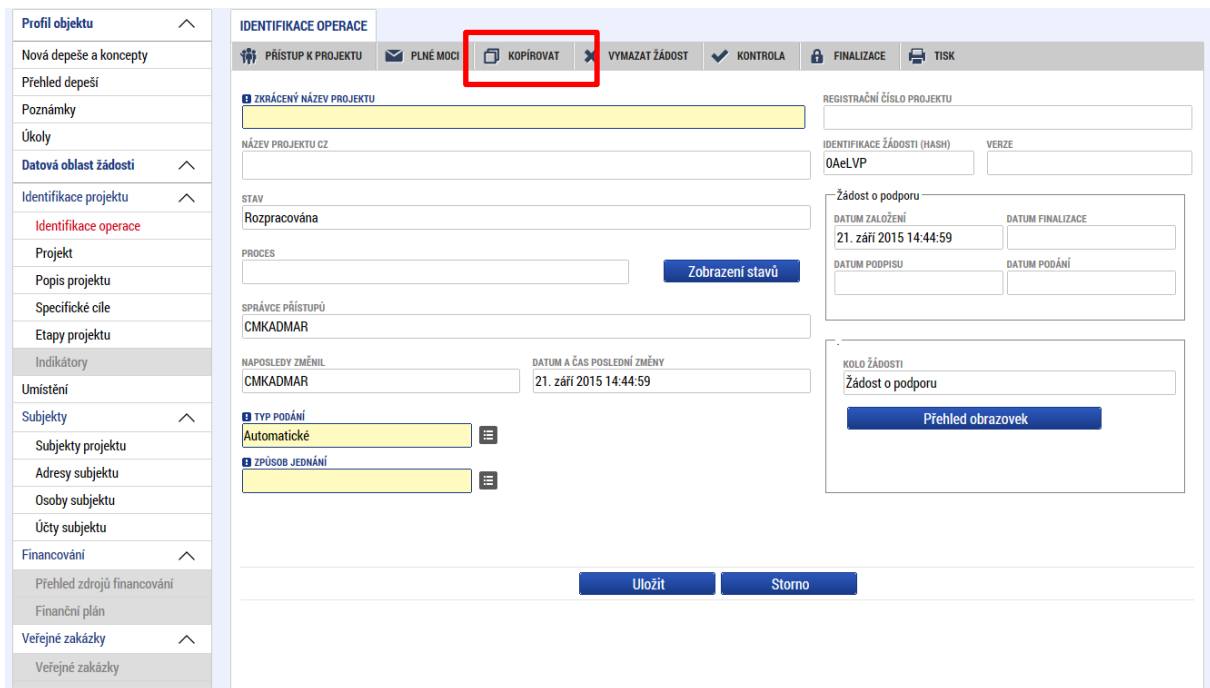 Profil objektu
Nová depeše a koncepty
Přehled depeší
Poznámky
Úkoly
Datová oblast žádosti
Identifikace projektu
Identifikace operace
Projekt
Popis projektu
Specifické cíle
Etapy projektu
Indikátory
Umístění
Subjekty
Subjekty projektu
Adresy subjektu
Osoby subjektu
Účty subjektu
Financování
Přehled zdrojů financování
Finanční plán
Veřejné zakázky
Veřejné zakázky
IDENTIFIKACE OPERACE
PŘÍSTUP K PROJEKTU PLNÉ MOCI KOPÍROVAT VYMAZAT ŽÁDOST KONTROLA FINALIZACE TISK
ZKRÁCENÝ NÁZEV PROJEKTU
NÁZEV PROJEKTU CZ
STAV
Rozpracována
PROCES
Zobrazení stavů
SPRÁVCE PŘÍSTUPŮ
CMKADMAR
NAPOSLEDY ZMĚNIL DATUM A ČAS POSLEDNÍ ZMĚNY
CMKADMAR 21. září 2015 14:44:59
TYP PODÁNÍ
Automatické
ZPŮSOB JEDNÁNÍ
REGISTRAČNÍ ČÍSLO PROJEKTU
IDENTIFIKACE ŽÁDOSTI (HASH) VERZE
0AeLVP
Žádost o podporu
DATUM ZALOŽENÍ DATUM FINALIZACE
21. září 2015 14:44:59
DATUM PODPISU DATUM PODÁNÍ
KOLO ŽÁDOSTI
Žádost o podporu
Přehled obrazovek
Uložit Storno